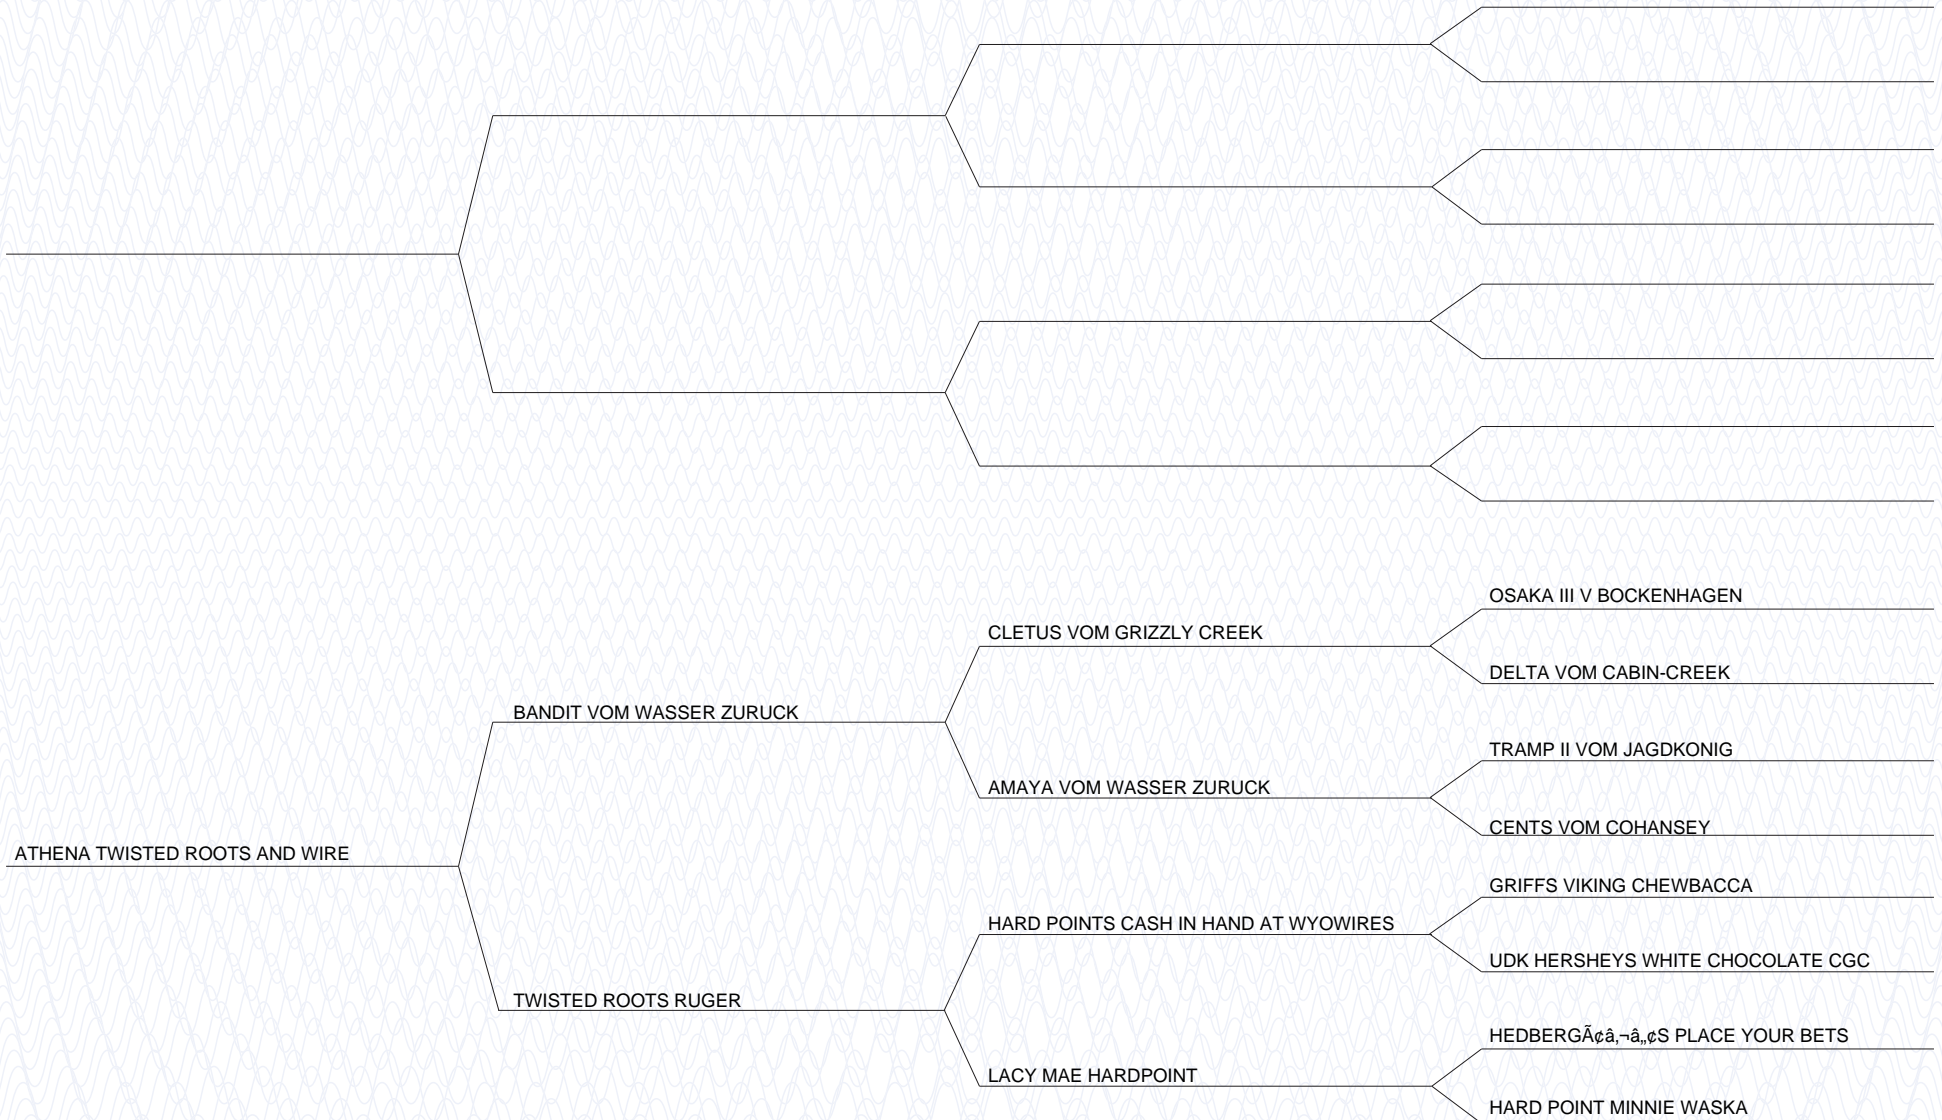 OSAKA III V BOCKENHAGEN
CLETUS VOM GRIZZLY CREEK
DELTA VOM CABIN-CREEK
BANDIT VOM WASSER ZURUCK
TRAMP II VOM JAGDKONIG
AMAYA VOM WASSER ZURUCK
CENTS VOM COHANSEY
ATHENA TWISTED ROOTS AND WIRE
GRIFFS VIKING CHEWBACCA
HARD POINTS CASH IN HAND AT WYOWIRES
UDK HERSHEYS WHITE CHOCOLATE CGC
TWISTED ROOTS RUGER
HEDBERGÃ¢â‚¬â„¢S PLACE YOUR BETS
LACY MAE HARDPOINT
HARD POINT MINNIE WASKA